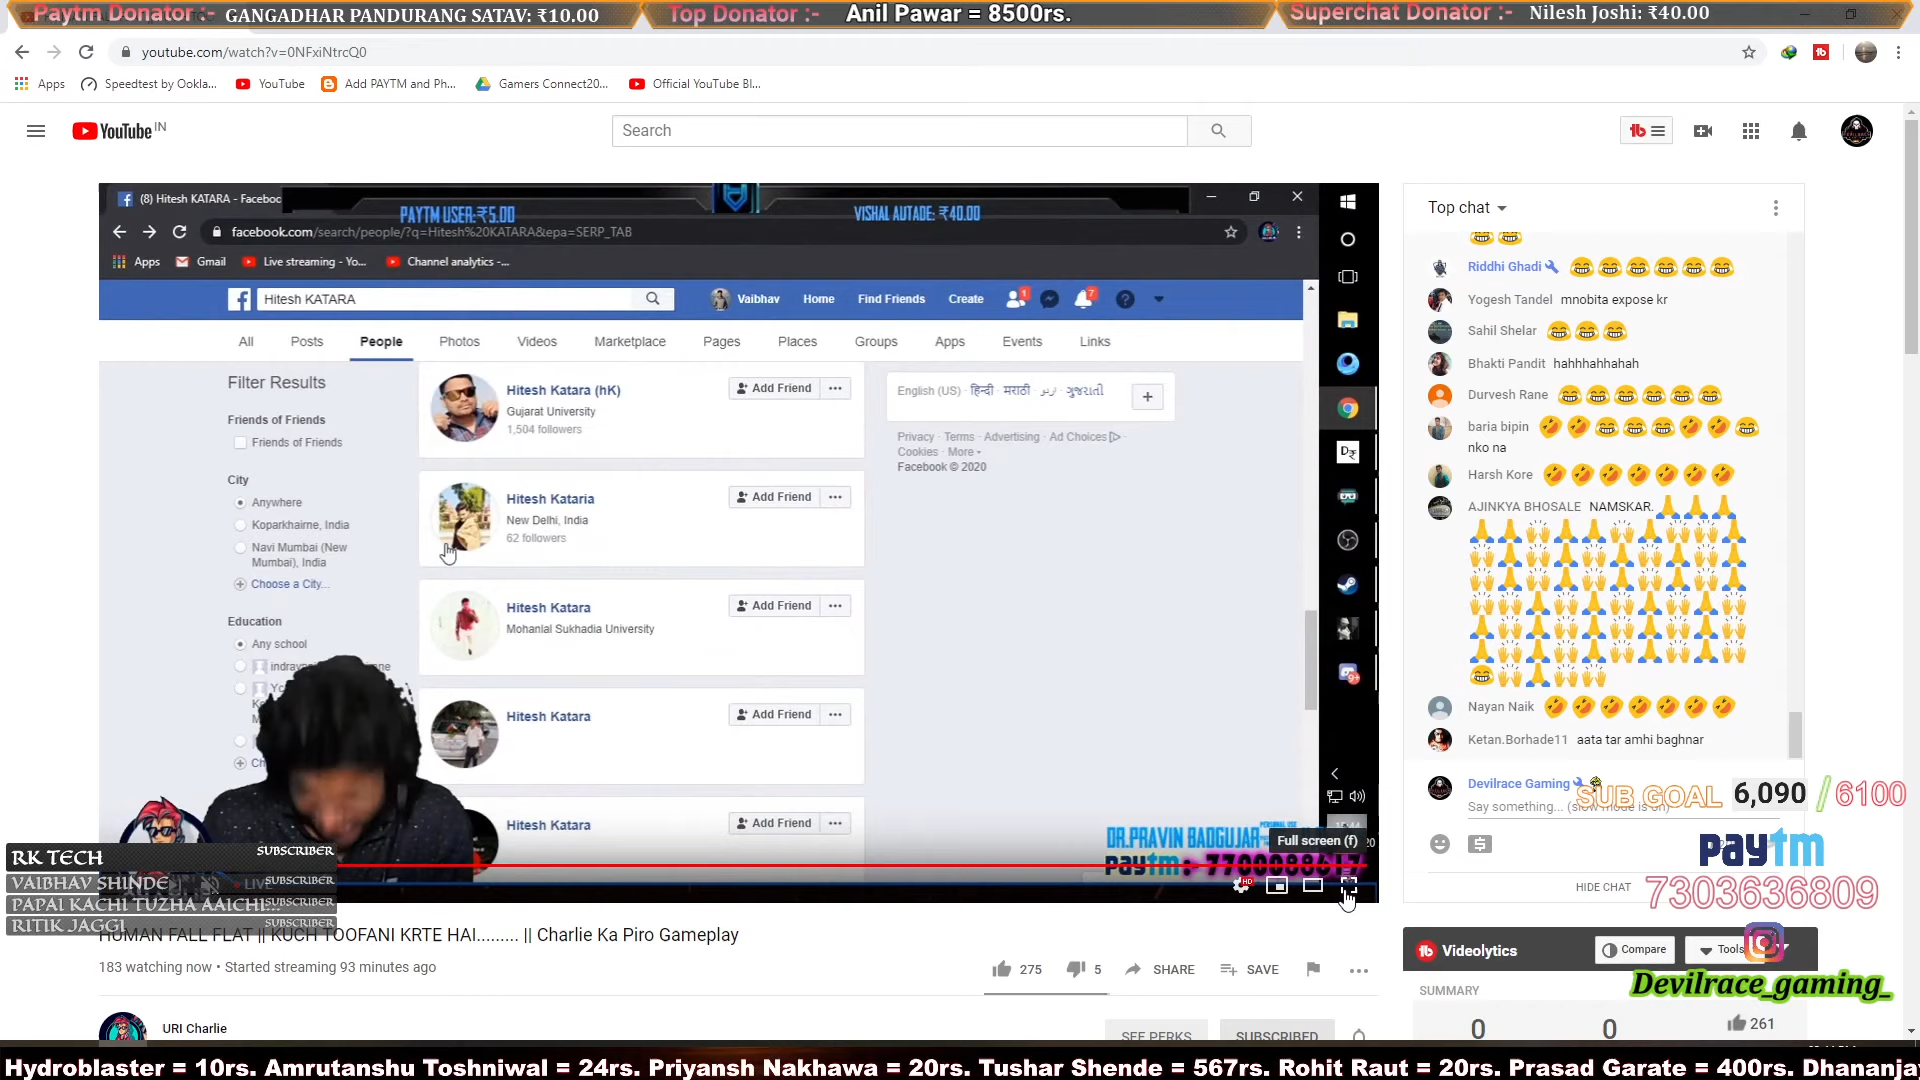 Paytm Donator :- GANGADHAR PANDURANG SATAV: ₹10.00
Top Donator :- Anil Pawar = 8500rs.
Superchat Donator :- Nilesh Joshi: ₹40.00
youtube.com/watch?v=0NFxiNtrcQ0
Apps Speedtest by Ookla... YouTube Add PAYTM and Ph... Gamers Connect20... Official YouTube Bl...
YouTube IN
Search
(8) Hitesh KATARA - Faceboo
PAYTM USER:₹5.00
VISHAL AUTADE: ₹40.00
facebook.com/search/people/?q=Hitesh%20KATARA&epa=SERP_TAB
Apps Gmail Live streaming - Yo... Channel analytics -...
Hitesh KATARA
Vaibhav Home Find Friends Create 1 7
All Posts People Photos Videos Marketplace Pages Places Groups Apps Events Links
Filter Results
Friends of Friends
Friends of Friends
City
Anywhere
Koparkhairne, India
Navi Mumbai (New
Mumbai), India
Choose a City...
Education
Any school
Hitesh Katara (hK)
Gujarat University
1,504 followers
Add Friend
Hitesh Kataria
New Delhi, India
62 followers
Add Friend
Hitesh Katara
Mohanlal Sukhadia University
Add Friend
Hitesh Katara
Add Friend
Hitesh Katara
Add Friend
English (US) · हिन्दी · मराठी · اردو · ગુજરાતી
Privacy · Terms · Advertising · Ad Choices ·
Cookies · More
Facebook © 2020
D₹
9+
DR.PRAVIN BADGUJAR
paytm :- 7700088617
Full screen (f)
HD
RK TECH SUBSCRIBER
VAIBHAV SHINDE SUBSCRIBER
LIVE
PAPAI KACHI TUZHA AAICHI... SUBSCRIBER
RITIK JAGGI SUBSCRIBER
HUMAN FALL FLAT || KUCH TOOFANI KRTE HAI......... || Charlie Ka Piro Gameplay
183 watching now • Started streaming 93 minutes ago
275 5 SHARE SAVE
URI Charlie
SEE PERKS SUBSCRIBED
Top chat
Riddhi Ghadi 😂😂😂😂😂😂
Yogesh Tandel mnobita expose kr
Sahil Shelar 😂😂😂
Bhakti Pandit hahhhahhahah
Durvesh Rane 😂😂😂😂😂😂
baria bipin 🤣🤣😂😂😂🤣🤣😂
nko na
Harsh Kore 🤣🤣🤣🤣🤣🤣🤣
AJINKYA BHOSALE NAMSKAR.
Nayan Naik 🤣🤣🤣🤣🤣🤣🤣
Ketan.Borhade11 aata tar amhi baghnar
Devilrace Gaming
Say something... (slow mode is on)
SUB GOAL 6,090 / 6100
paytm
7303636809
HIDE CHAT
Videolytics Compare Tools
Devilrace_gaming_
SUMMARY
0 0 261
Hydroblaster = 10rs. Amrutanshu Toshniwal = 24rs. Priyansh Nakhawa = 20rs. Tushar Shende = 567rs. Rohit Raut = 20rs. Prasad Garate = 400rs. Dhananja